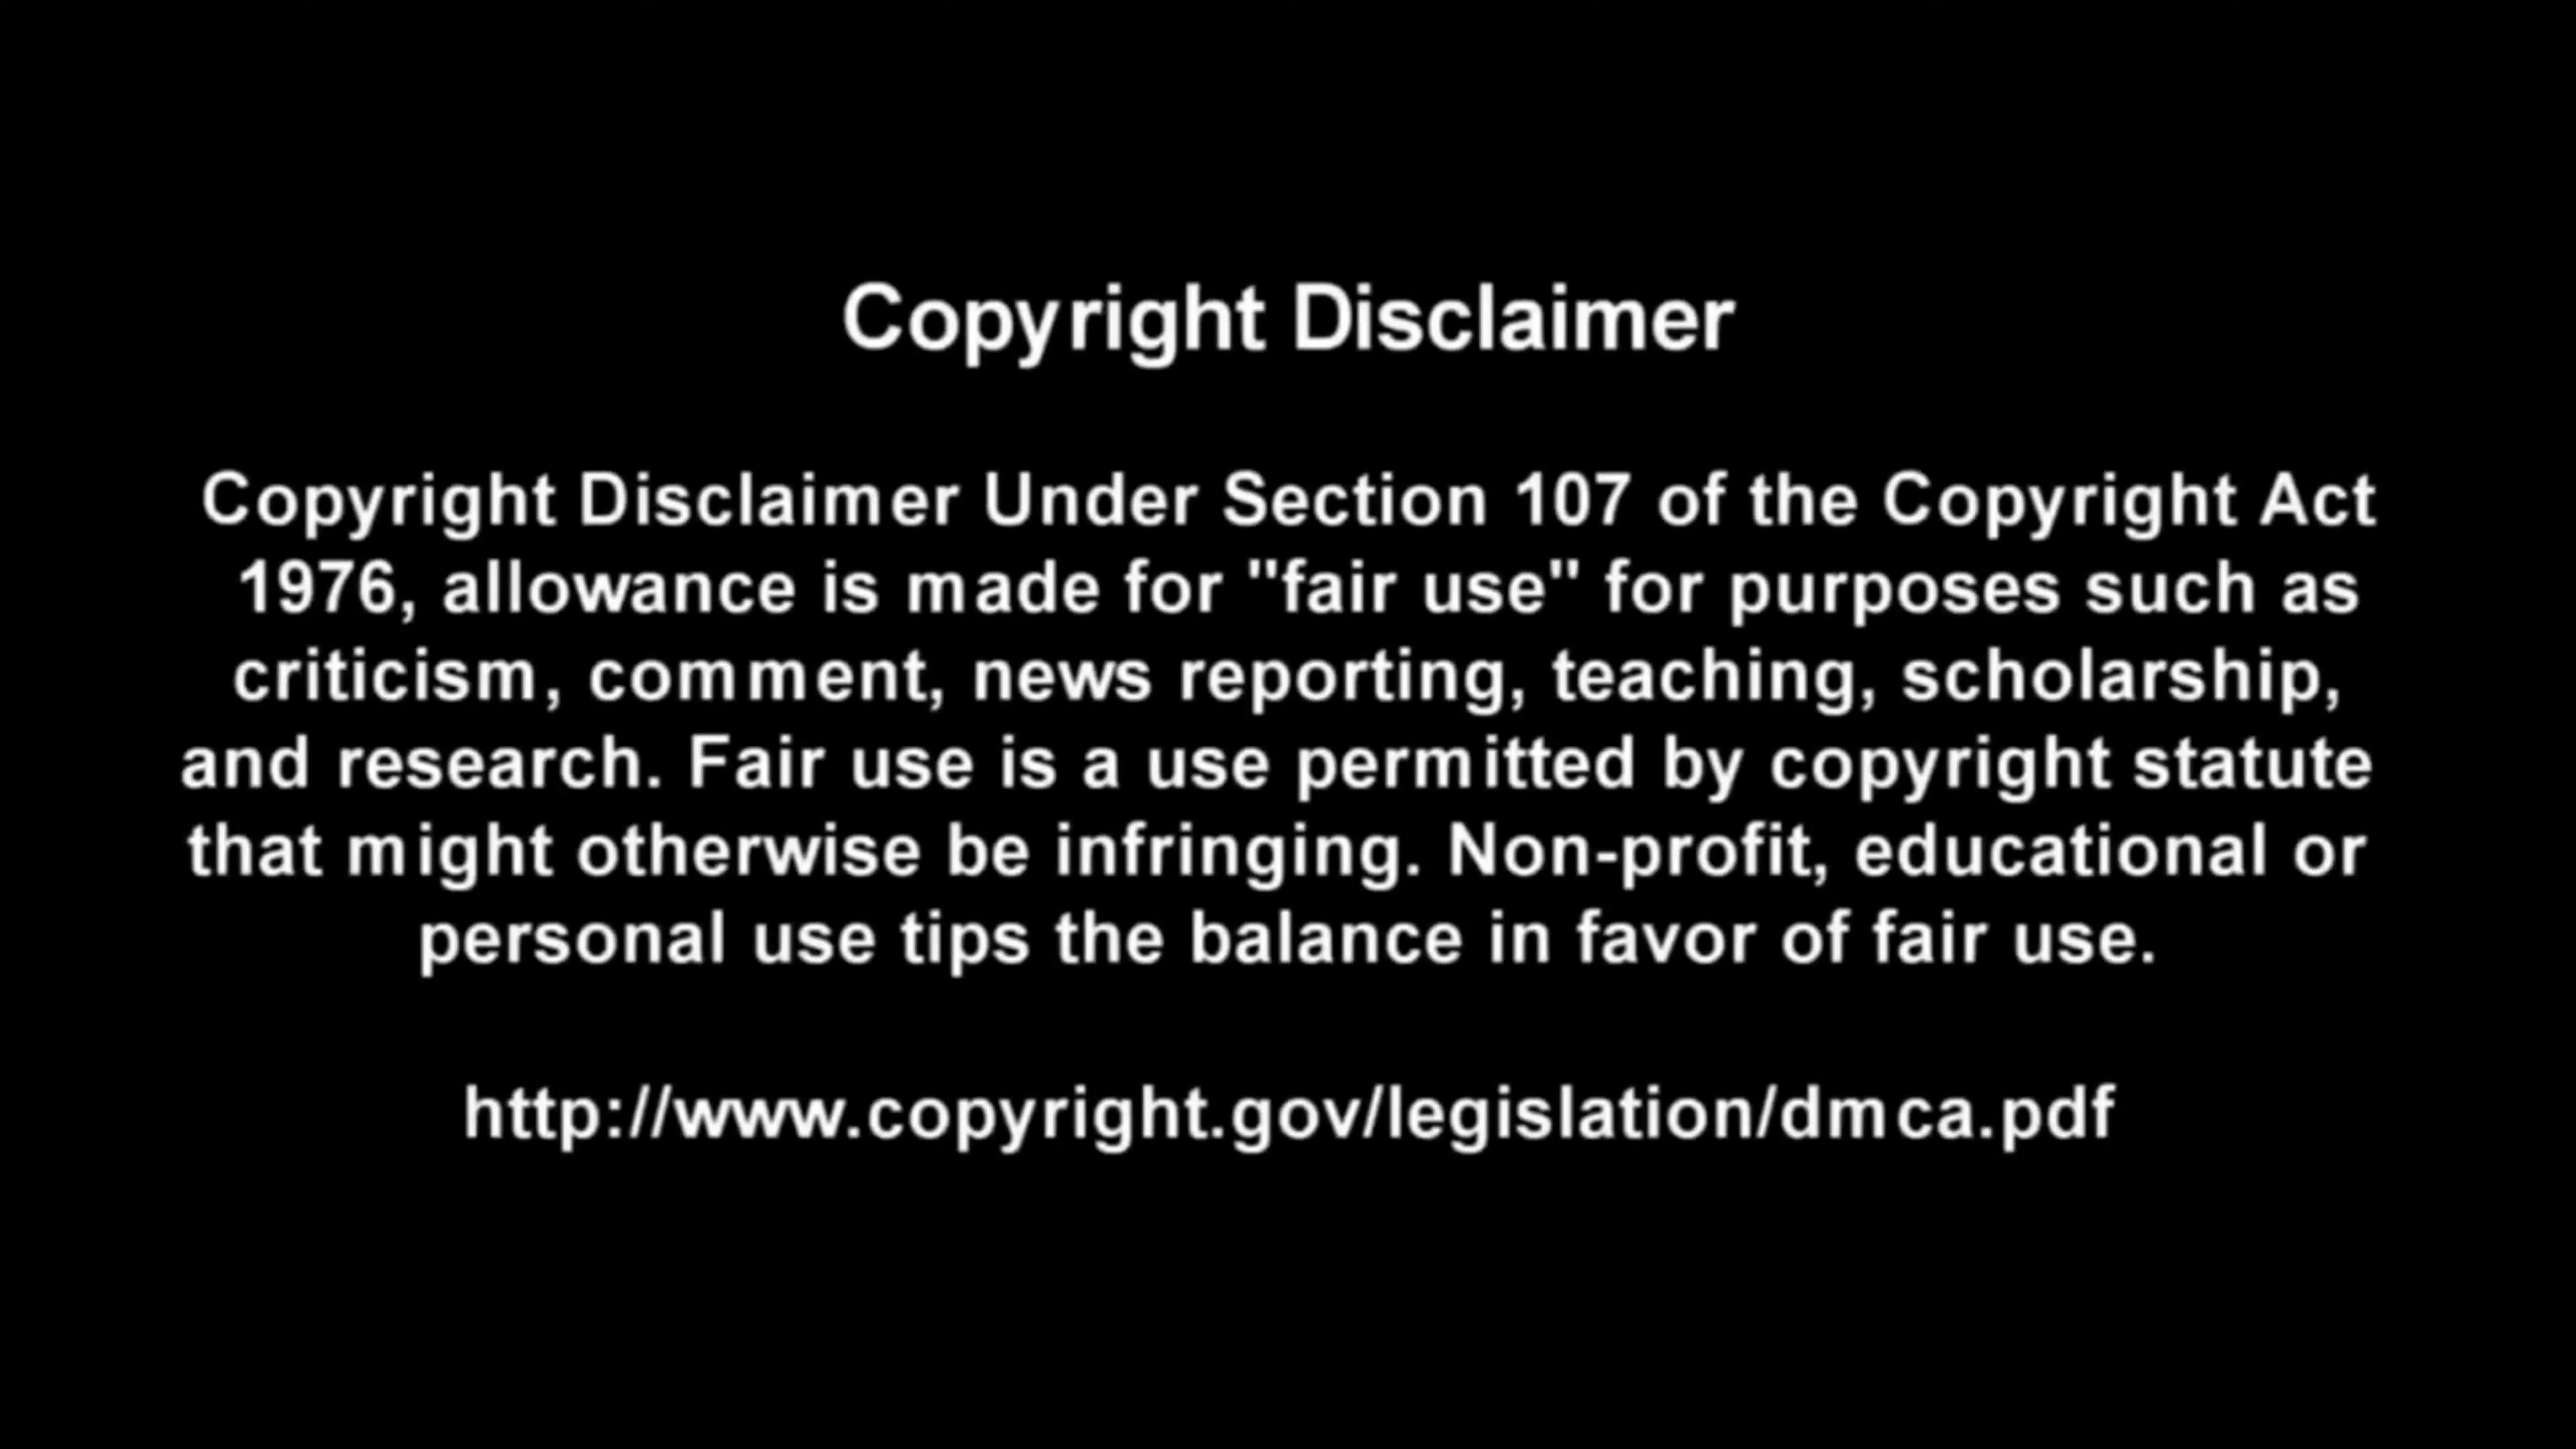 Copyright Disclaimer
Copyright Disclaimer Under Section 107 of the Copyright Act
1976, allowance is made for "fair use" for purposes such as
criticism, comment, news reporting, teaching, scholarship,
and research. Fair use is a use permitted by copyright statute
that might otherwise be infringing. Non-profit, educational or
personal use tips the balance in favor of fair use.
http://www.copyright.gov/legislation/dmca.pdf